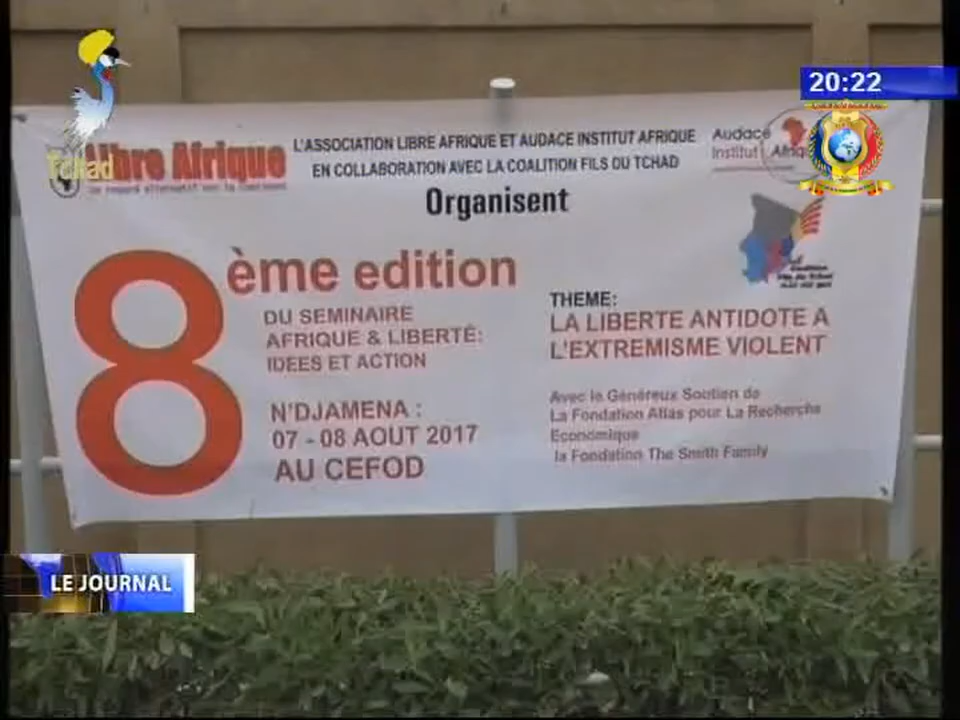 20:22
Tchad
Libre Afrique
L'ASSOCIATION LIBRE AFRIQUE ET AUDACE INSTITUT AFRIQUE
EN COLLABORATION AVEC LA COALITION FILS DU TCHAD
Organisent
Audace
Institut Afriq
8ème edition
DU SEMINAIRE
AFRIQUE & LIBERTÉ:
IDEES ET ACTION
N'DJAMENA :
07 - 08 AOUT 2017
AU CEFOD
THEME:
LA LIBERTE ANTIDOTE A
L'EXTREMISME VIOLENT
Avec le Généreux Soutien de
La Fondation Atlas pour La Recherche
Economique
la Fondation The Smith Family
LE JOURNAL